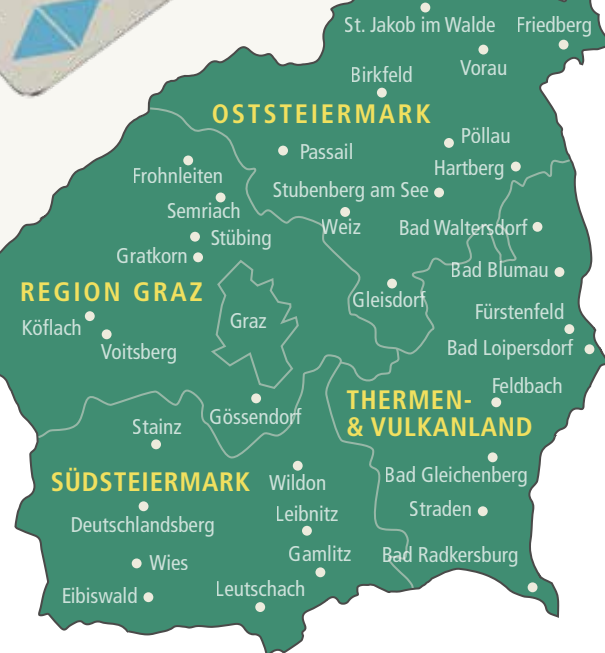 St. Jakob im Walde
Friedberg
Vorau
Birkfeld
OSTSTEIERMARK
Pöllau
Passail
Hartberg
Frohnleiten
Stubenberg am See
Semriach
Weiz
Bad Waltersdorf
Stübing
Gratkorn
Bad Blumau
REGION GRAZ
Gleisdorf
Fürstenfeld
Graz
Köflach
Voitsberg
Bad Loipersdorf
Feldbach
THERMEN-
& VULKANLAND
Gössendorf
Stainz
Bad Gleichenberg
SÜDSTEIERMARK
Wildon
Straden
Leibnitz
Deutschlandsberg
Gamlitz
Bad Radkersburg
Wies
Leutschach
Eibiswald